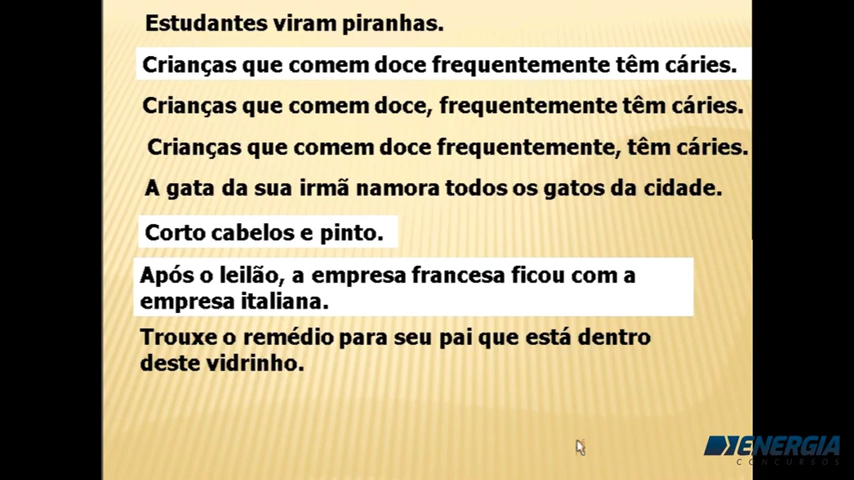 Estudantes viram piranhas.
Crianças que comem doce frequentemente têm cáries.
Crianças que comem doce, frequentemente têm cáries.
Crianças que comem doce frequentemente, têm cáries.
A gata da sua irmã namora todos os gatos da cidade.
Corto cabelos e pinto.
Após o leilão, a empresa francesa ficou com a
empresa italiana.
Trouxe o remédio para seu pai que está dentro
deste vidrinho.
ENERGIA
CONCURSOS